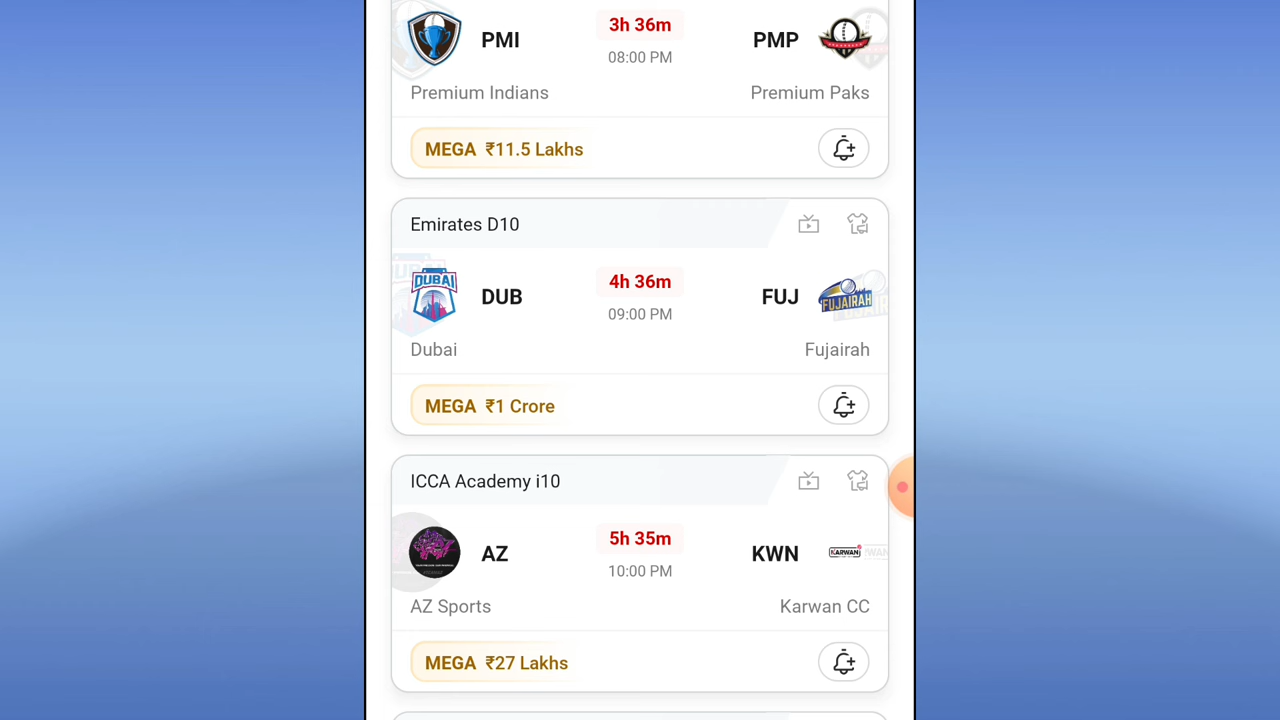 3h 36m
PMI
PMP
08:00 PM
Premium Indians
Premium Paks
MEGA ₹11.5 Lakhs
Emirates D10
4h 36m
DUBAI
DUB
FUJ
FUJAIRAH
09:00 PM
Dubai
Fujairah
MEGA ₹1 Crore
ICCA Academy i10
5h 35m
AZ
KWN
KARWAN
10:00 PM
AZ Sports
Karwan CC
MEGA ₹27 Lakhs